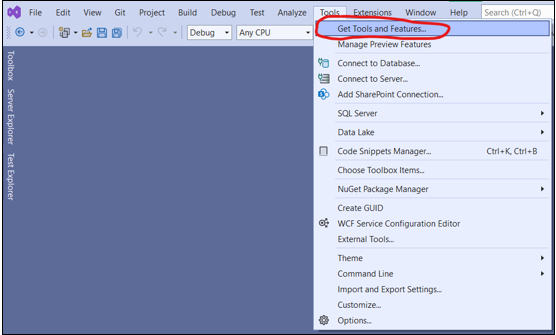 File Edit View Git Project Build Debug Test Analyze Tools Extensions Window Help Search (Ctrl+Q)
Debug Any CPU
Get Tools and Features...
Manage Preview Features
Connect to Database...
Connect to Server...
Add SharePoint Connection...
SQL Server
Data Lake
Code Snippets Manager... Ctrl+K, Ctrl+B
Choose Toolbox Items...
NuGet Package Manager
Create GUID
WCF Service Configuration Editor
External Tools...
Theme
Command Line
Import and Export Settings...
Customize...
Options...
Toolbox
Server Explorer
Test Explorer